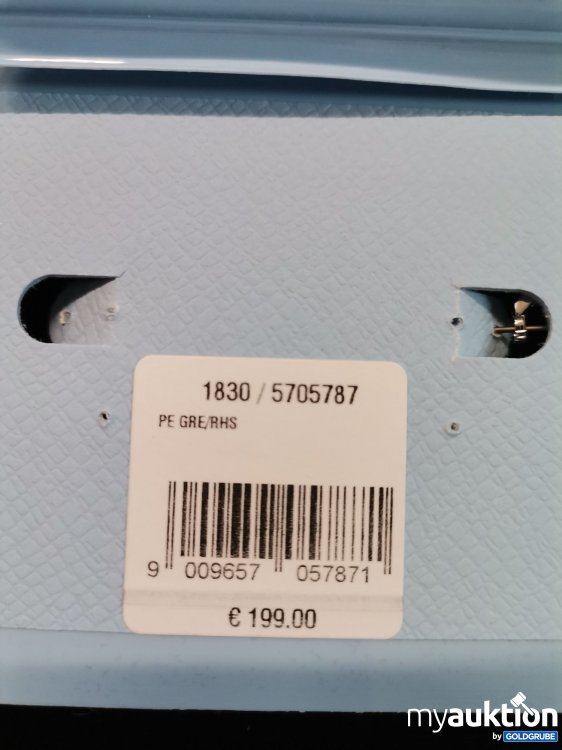 1830 / 5705787
PE GRE/RHS
9 009657 057871
€ 199.00
myauktion
by GOLDGRUBE